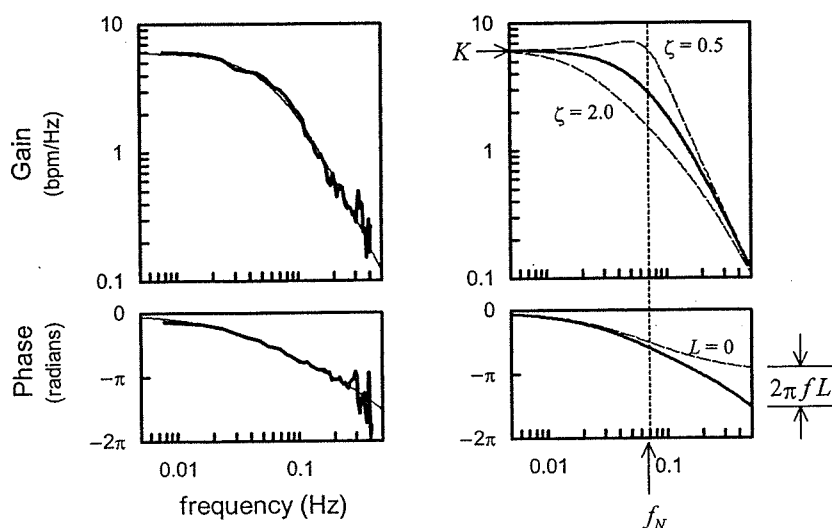 10
1
0.1
Gain
(bpm/Hz)
0
−π
−2π
Phase
(radians)
0.01
0.1
frequency (Hz)
10
K
1
0.1
ζ = 0.5
ζ = 2.0
0
−π
−2π
L = 0
2πfL
0.01
0.1
f_N